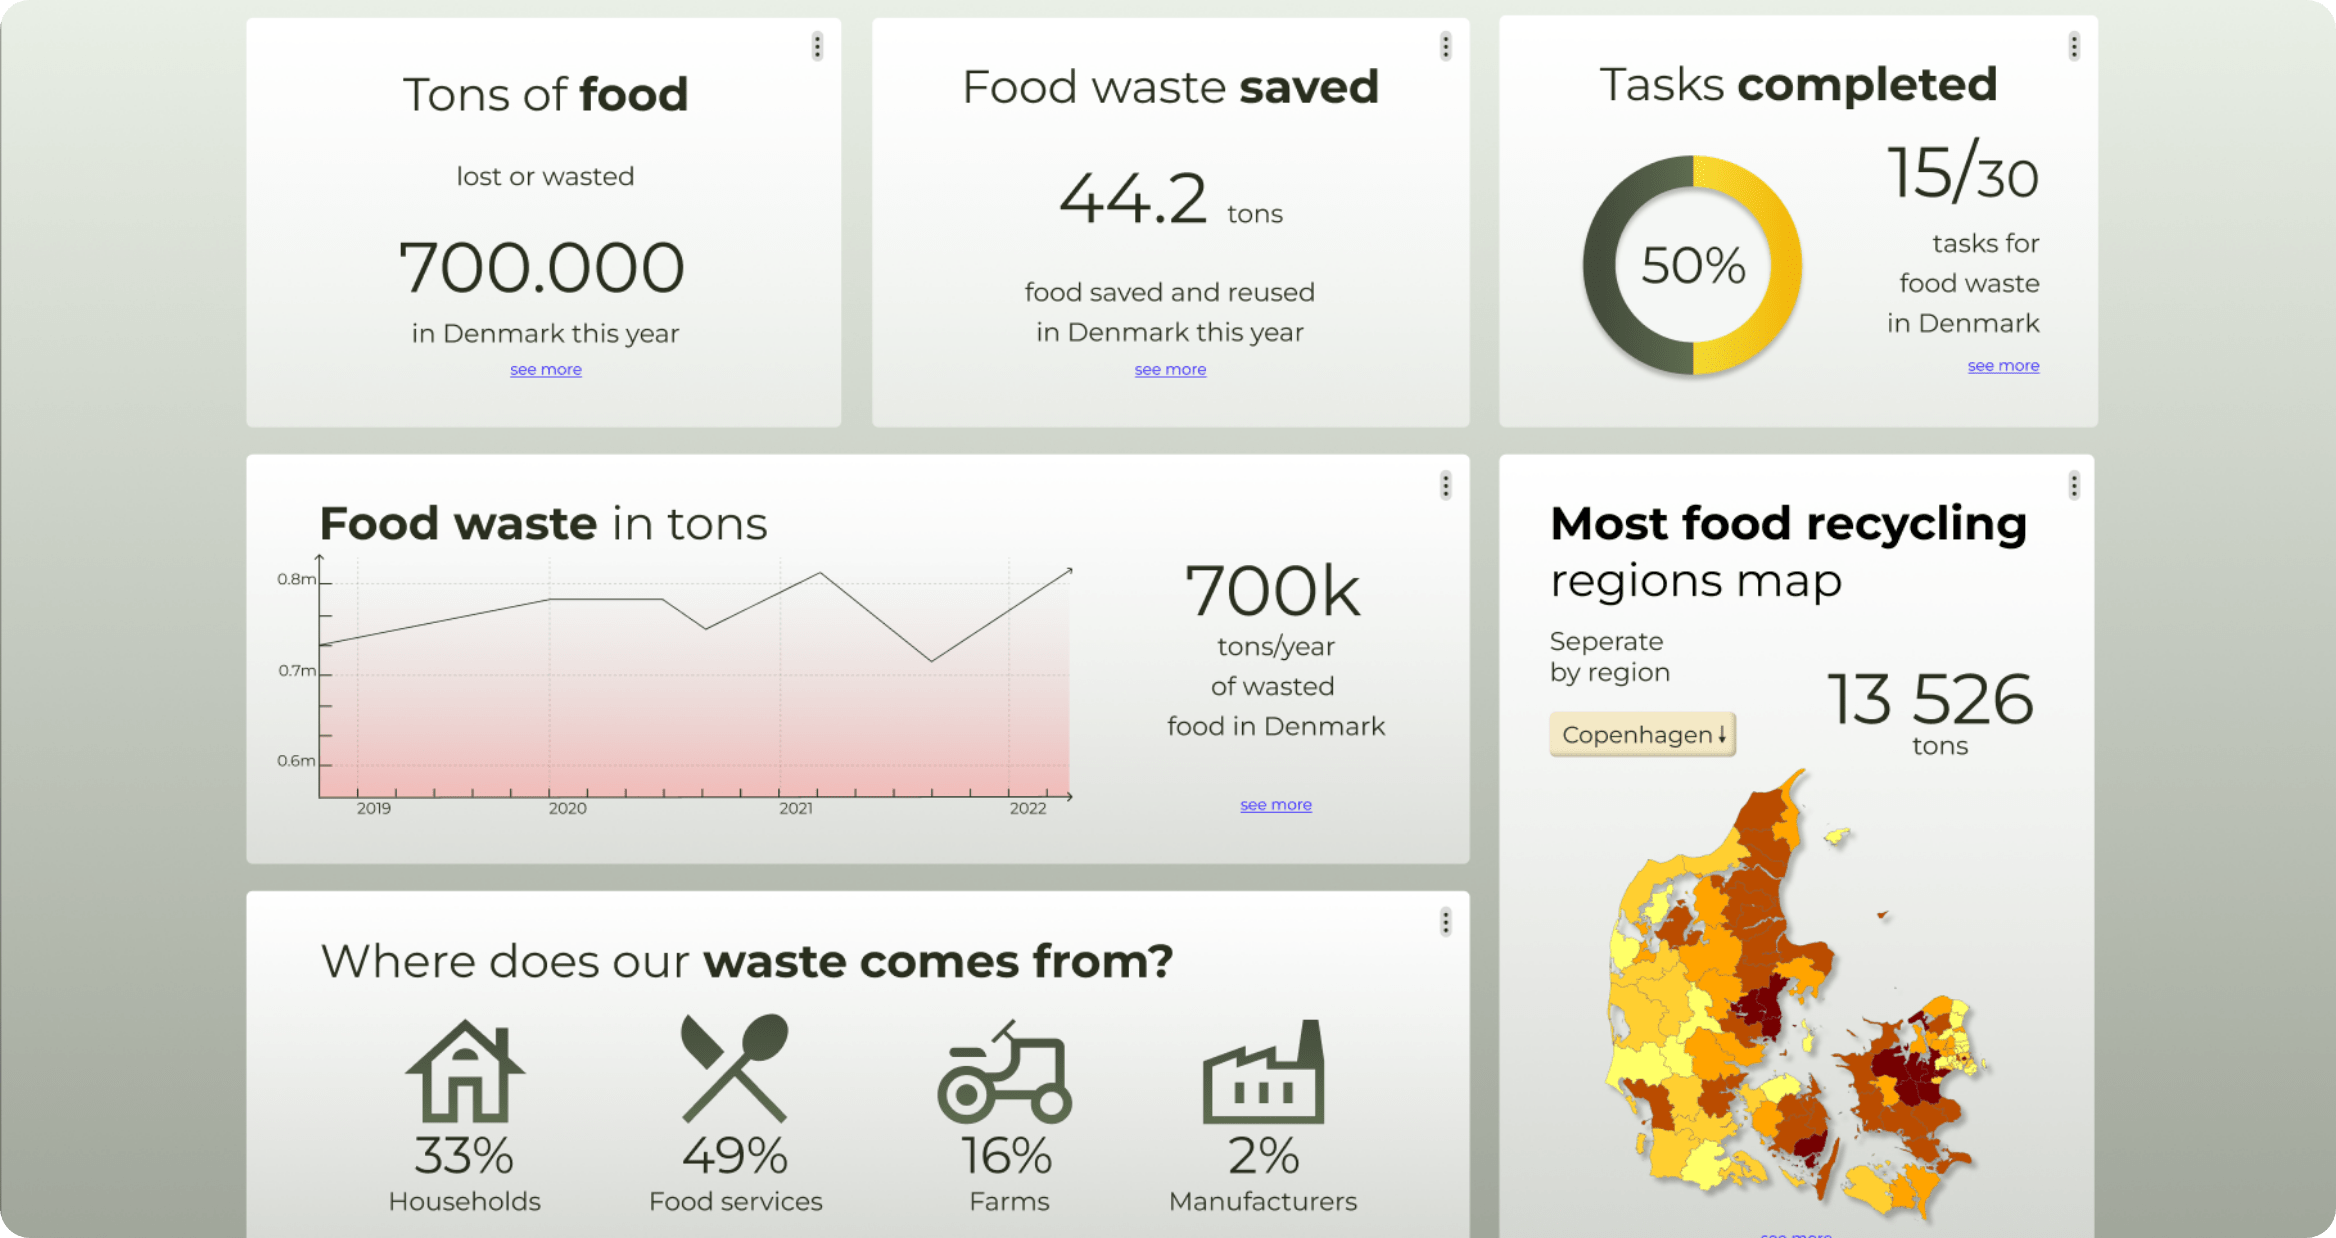 Tons of food
lost or wasted
700.000
in Denmark this year
see more
Food waste saved
44.2 tons
food saved and reused
in Denmark this year
see more
Tasks completed
50%
15/30
tasks for
food waste
in Denmark
see more
Food waste in tons
0.8m
0.7m
0.6m
2019 2020 2021 2022
700k
tons/year
of wasted
food in Denmark
see more
Most food recycling
regions map
Seperate
by region
Copenhagen↓
13 526
tons
see more
Where does our waste comes from?
33%
Households
49%
Food services
16%
Farms
2%
Manufacturers